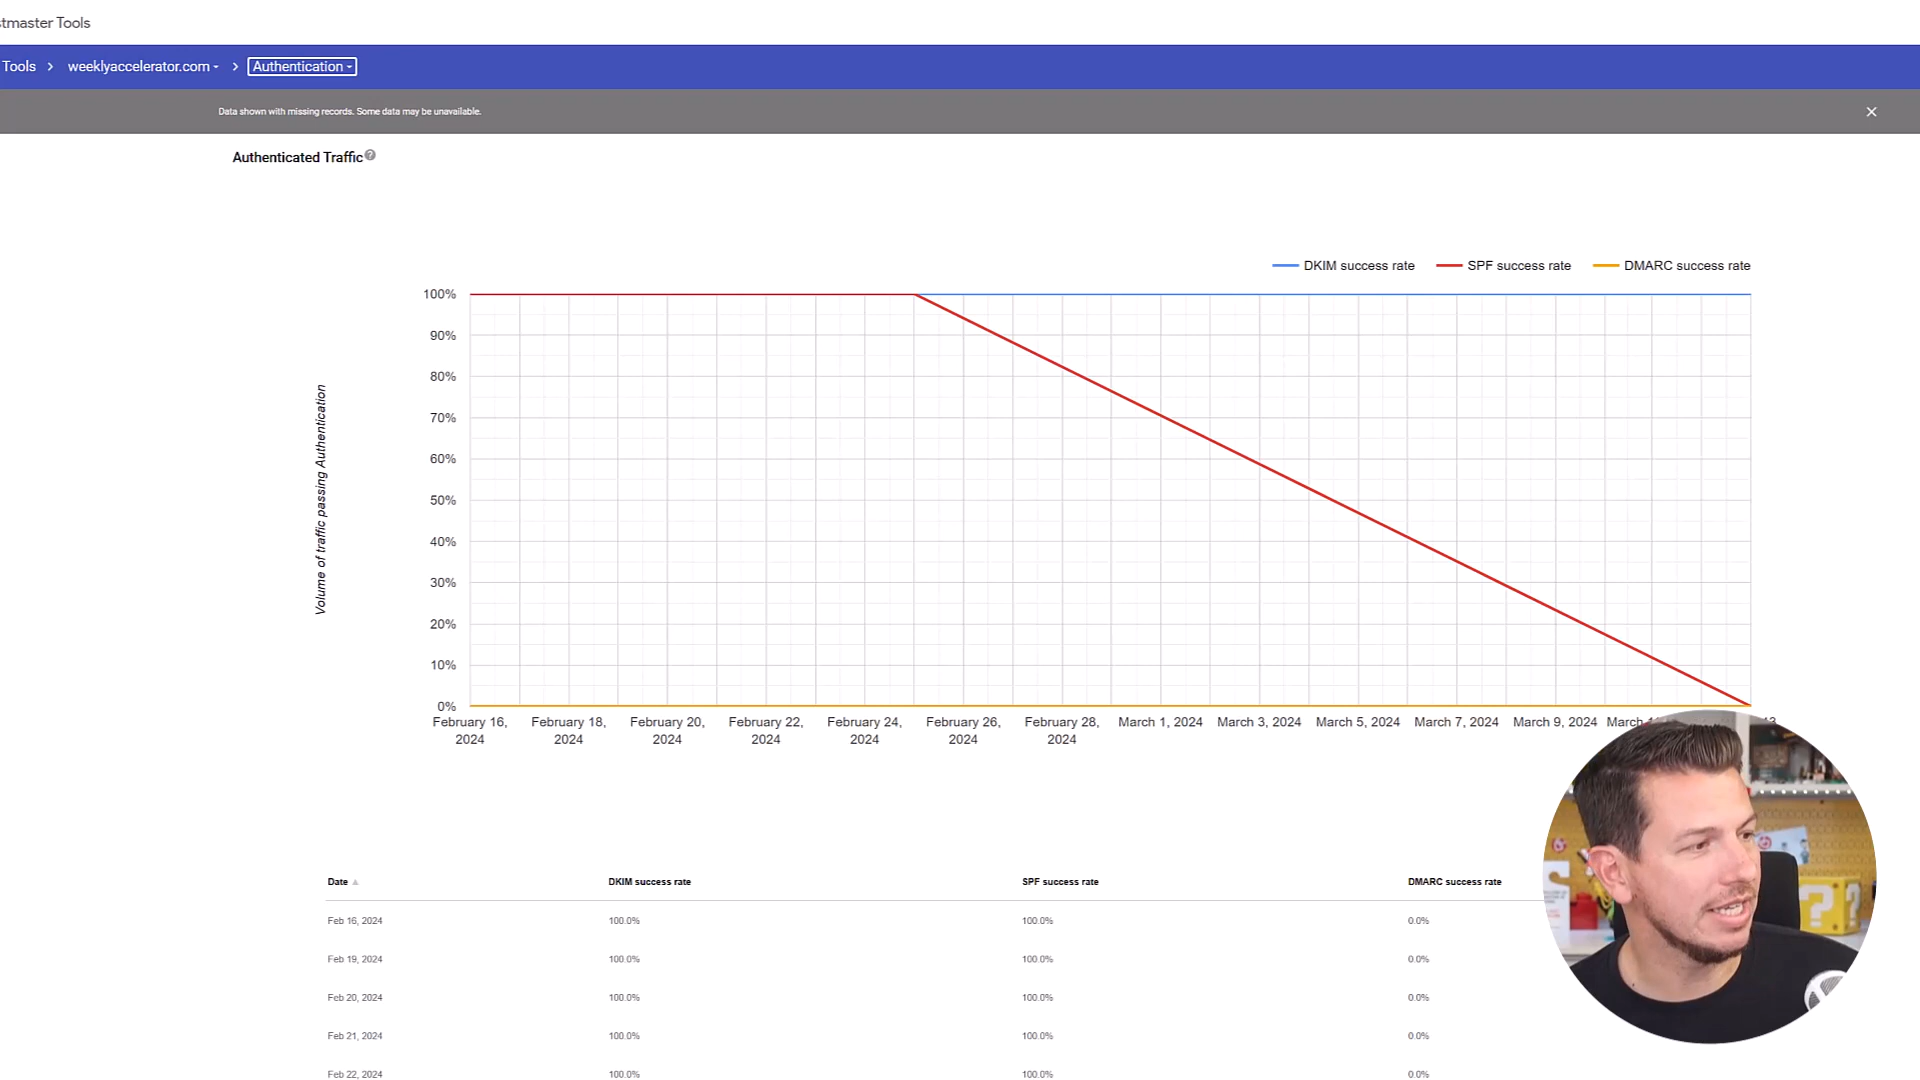 stmaster Tools
Tools > weeklyaccelerator.com > Authentication
Data shown with missing records. Some data may be unavailable.
Authenticated Traffic
DKIM success rate SPF success rate DMARC success rate
100%
90%
80%
70%
60%
50%
40%
30%
20%
10%
0%
Volume of traffic passing Authentication
February 16, 2024
February 18, 2024
February 20, 2024
February 22, 2024
February 24, 2024
February 26, 2024
February 28, 2024
March 1, 2024
March 3, 2024
March 5, 2024
March 7, 2024
March 9, 2024
March
Date DKIM success rate SPF success rate DMARC success rate
Feb 16, 2024 100.0% 100.0% 0.0%
Feb 19, 2024 100.0% 100.0% 0.0%
Feb 20, 2024 100.0% 100.0% 0.0%
Feb 21, 2024 100.0% 100.0% 0.0%
Feb 22, 2024 100.0% 100.0% 0.0%